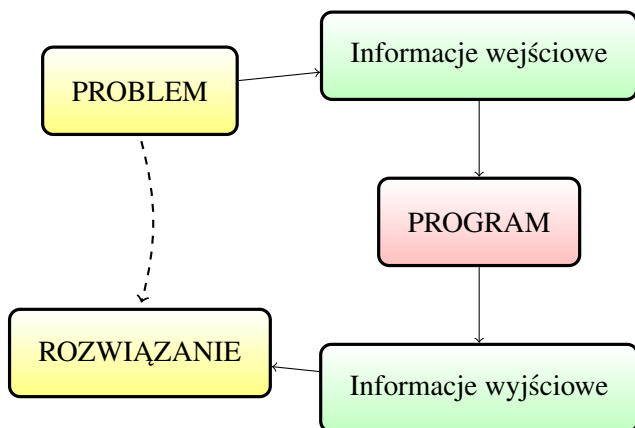 Informacje wejściowe
PROBLEM
PROGRAM
ROZWIĄZANIE
Informacje wyjściowe